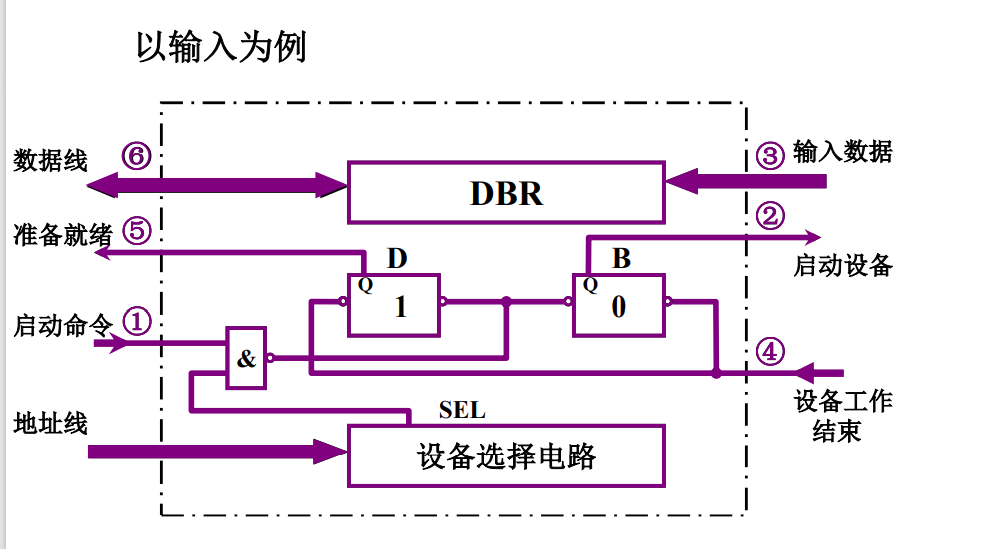 以输入为例
数据线
⑥
DBR
③
输入数据
准备就绪
⑤
②
启动设备
D
B
Q
1
Q
0
启动命令
①
&
④
设备工作
结束
地址线
SEL
设备选择电路